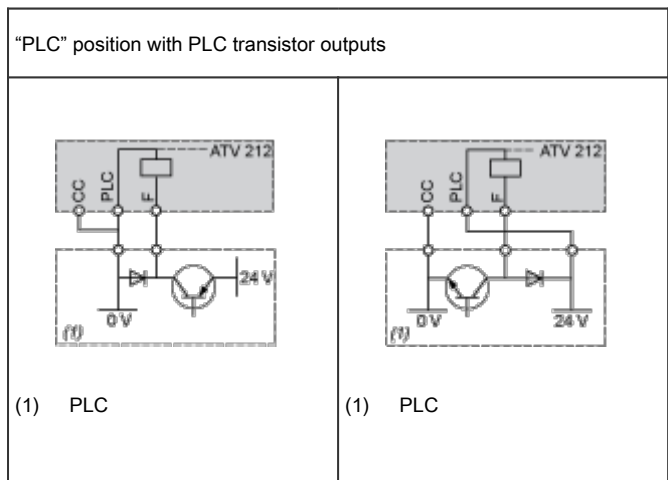 “PLC” position with PLC transistor outputs
ATV 212
CC
PLC
F
0 V
24 V
(1)
(1) PLC
ATV 212
CC
PLC
F
0 V
24 V
(1)
(1) PLC